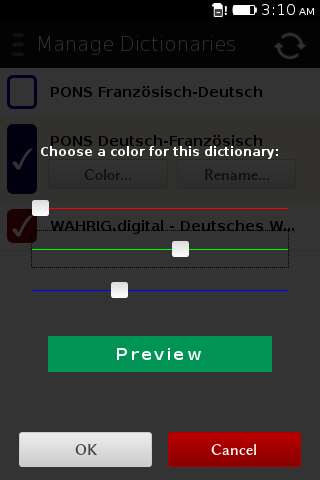 3:10 AM
Manage Dictionaries
PONS Französisch-Deutsch
PONS Deutsch-Französisch
Choose a color for this dictionary:
Color...
Rename...
WAHRIG.digital - Deutsches W...
Preview
OK
Cancel